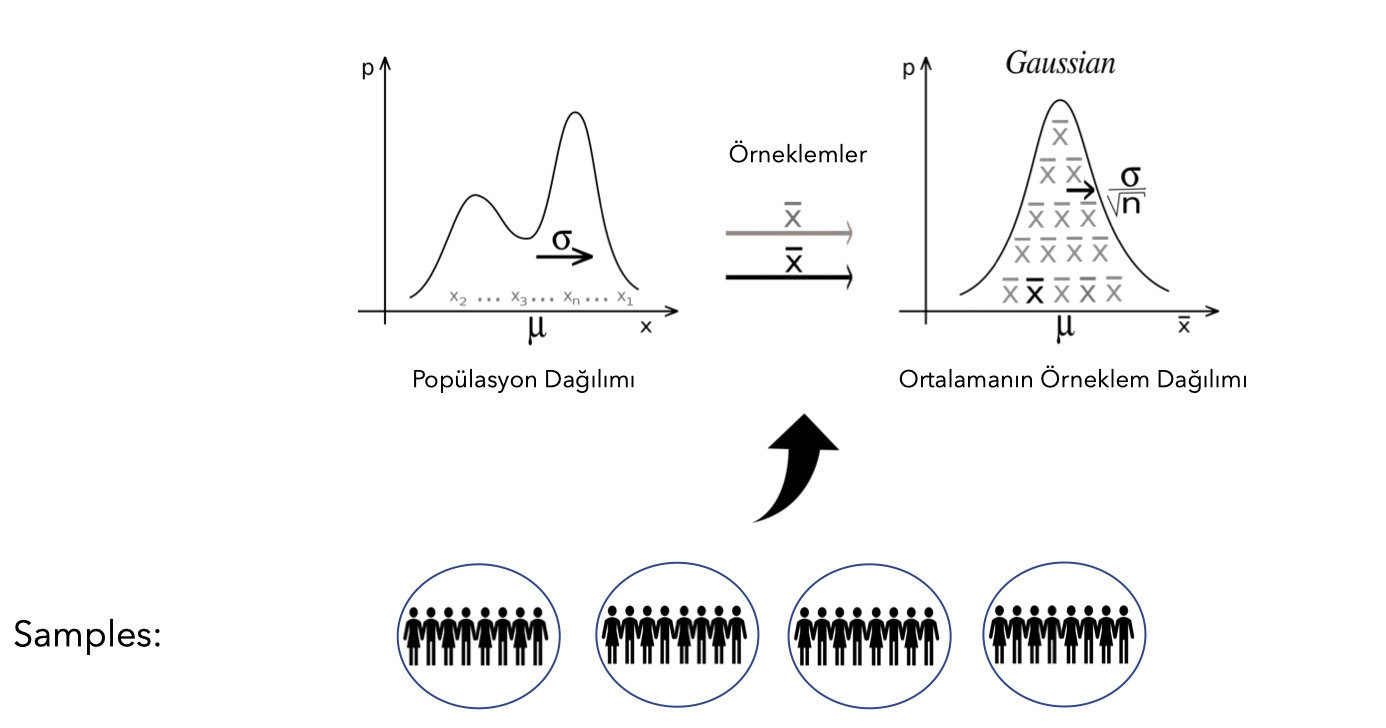 Gaussian
p
p
Örneklemler
x̄
x̄
σ
x₂ ... x₃... xₙ... x₁
μ
x
x̄
x̄ x̄
x̄ x̄ x̄
x̄ x̄ x̄ x̄
x̄ x̄ x̄ x̄ x̄
σ
√n
μ
x̄
Popülasyon Dağılımı
Ortalamanın Örneklem Dağılımı
Samples: